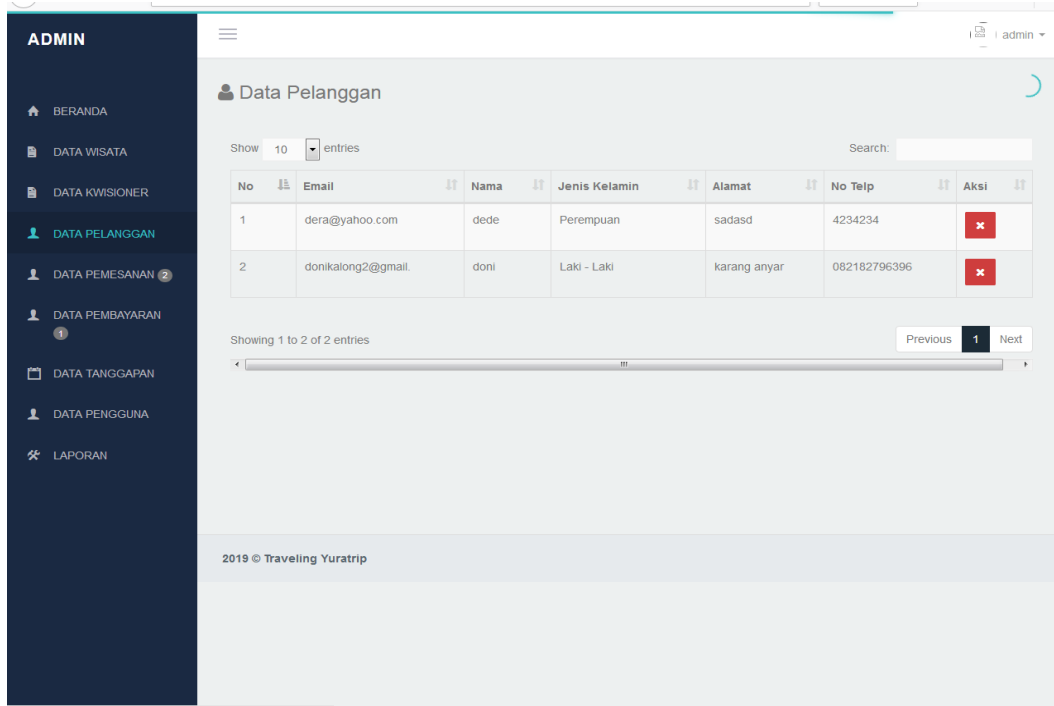 ADMIN
admin
BERANDA
DATA WISATA
DATA KWISIONER
DATA PELANGGAN
DATA PEMESANAN 2
DATA PEMBAYARAN
1
DATA TANGGAPAN
DATA PENGGUNA
LAPORAN
Data Pelanggan
Show 10 entries Search:
No Email Nama Jenis Kelamin Alamat No Telp Aksi
1 dera@yahoo.com dede Perempuan sadasd 4234234
2 donikalong2@gmail. doni Laki - Laki karang anyar 082182796396
Showing 1 to 2 of 2 entries Previous 1 Next
2019 © Traveling Yuratrip